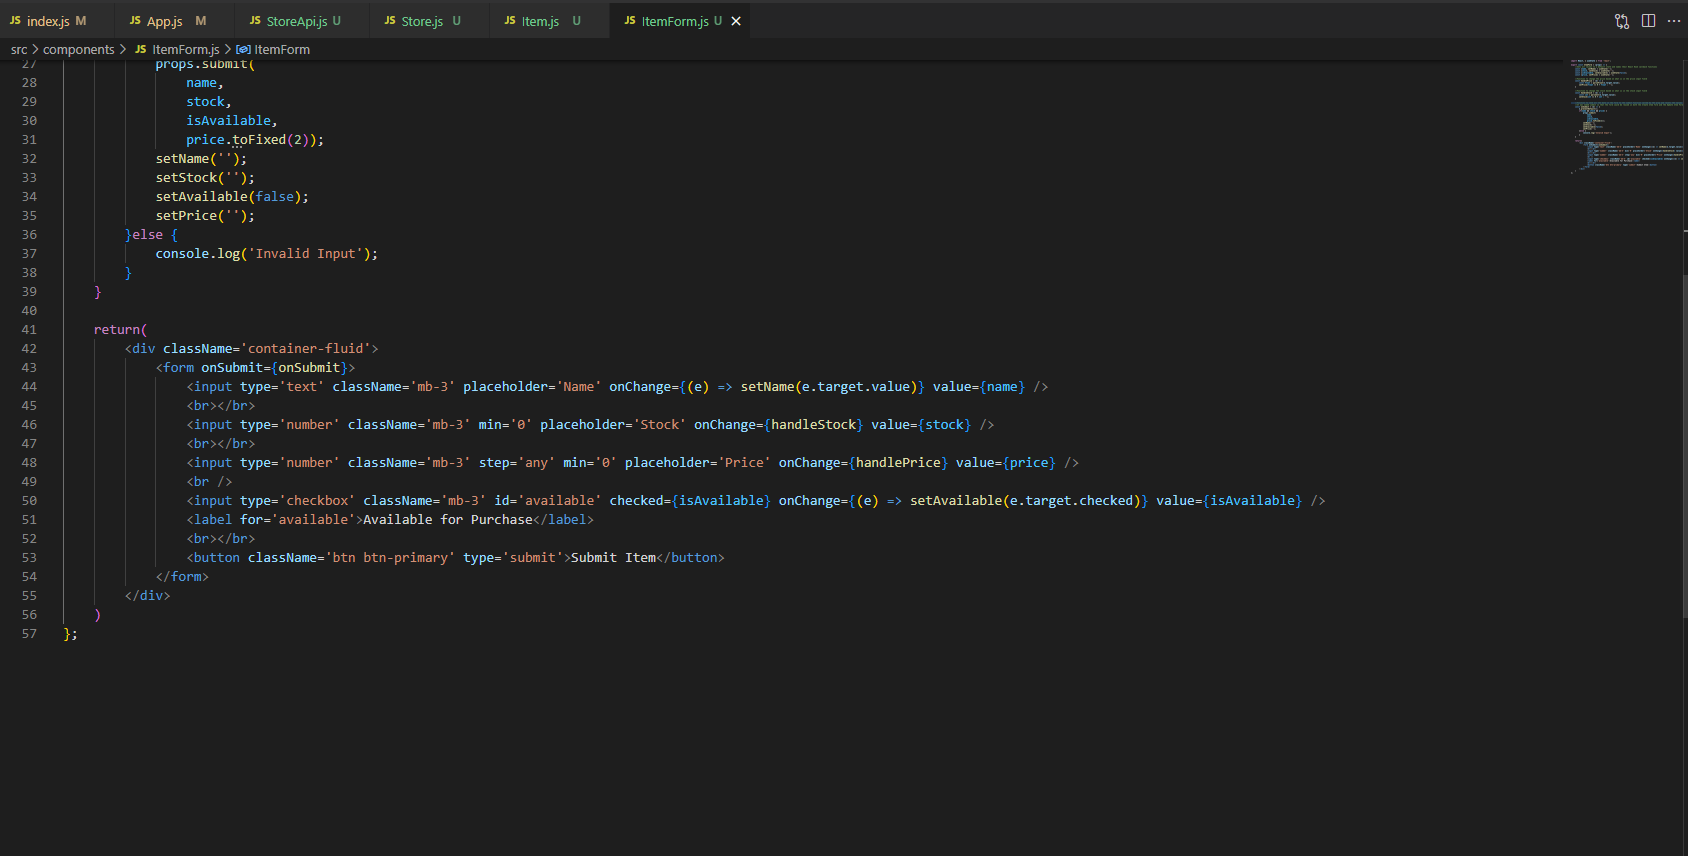 JS index.js M JS App.js M JS StoreApi.js U JS Store.js U JS Item.js U JS ItemForm.js U
src > components > JS ItemForm.js > ItemForm
27 props.submit(
28 name,
29 stock,
30 isAvailable,
31 price.toFixed(2));
32 setName('');
33 setStock('');
34 setAvailable(false);
35 setPrice('');
36 }else {
37 console.log('Invalid Input');
38 }
39 }
40
41 return(
42 <div className='container-fluid'>
43 <form onSubmit={onSubmit}>
44 <input type='text' className='mb-3' placeholder='Name' onChange={(e) => setName(e.target.value)} value={name} />
45 <br></br>
46 <input type='number' className='mb-3' min='0' placeholder='Stock' onChange={handleStock} value={stock} />
47 <br></br>
48 <input type='number' className='mb-3' step='any' min='0' placeholder='Price' onChange={handlePrice} value={price} />
49 <br />
50 <input type='checkbox' className='mb-3' id='available' checked={isAvailable} onChange={(e) => setAvailable(e.target.checked)} value={isAvailable} />
51 <label for='available'>Available for Purchase</label>
52 <br></br>
53 <button className='btn btn-primary' type='submit'>Submit Item</button>
54 </form>
55 </div>
56 )
57 };